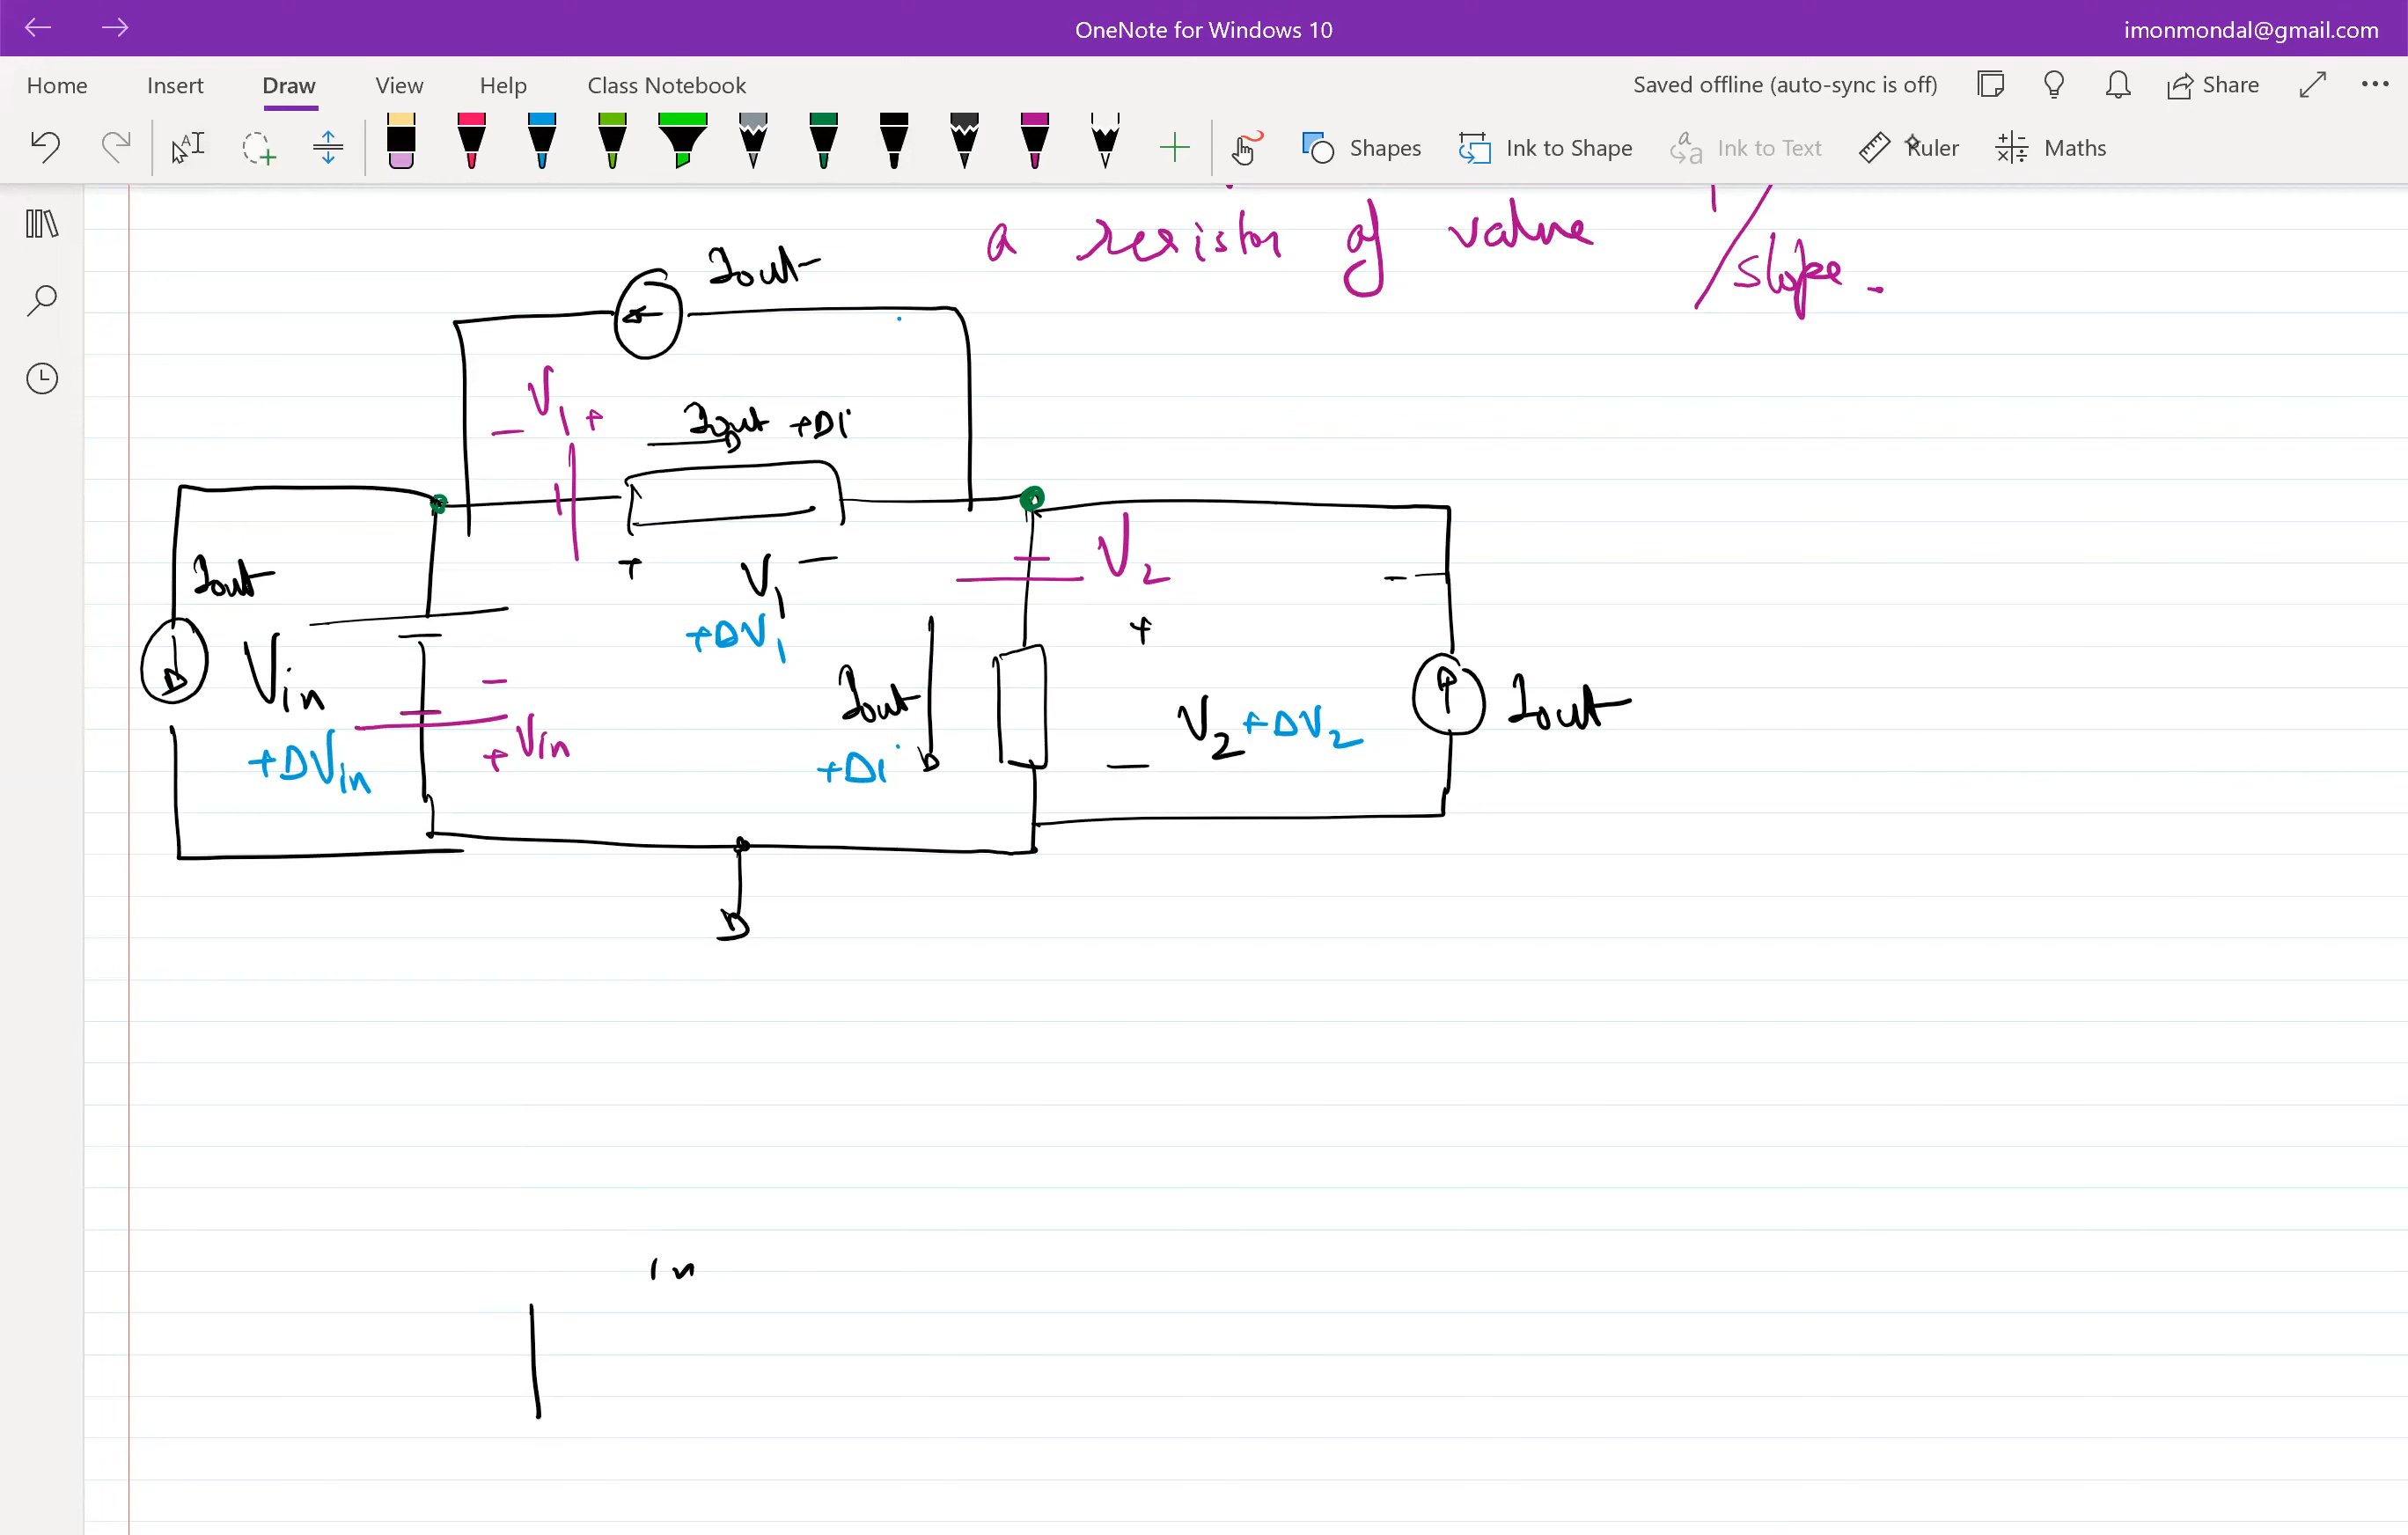 OneNote for Windows 10
imonmondal@gmail.com
Home Insert Draw View Help Class Notebook
Saved offline (auto-sync is off) Share
Shapes Ink to Shape Ink to Text Ruler Maths
a resistor of value 1/slope.
Iout
- V1 +
Iout +Δi
Iout
+ V1 -
+ΔV1
V2
+
-
Vin
+ΔVin
-
+ Vin
Iout
+Δi
V2 +ΔV2
-
Iout
in